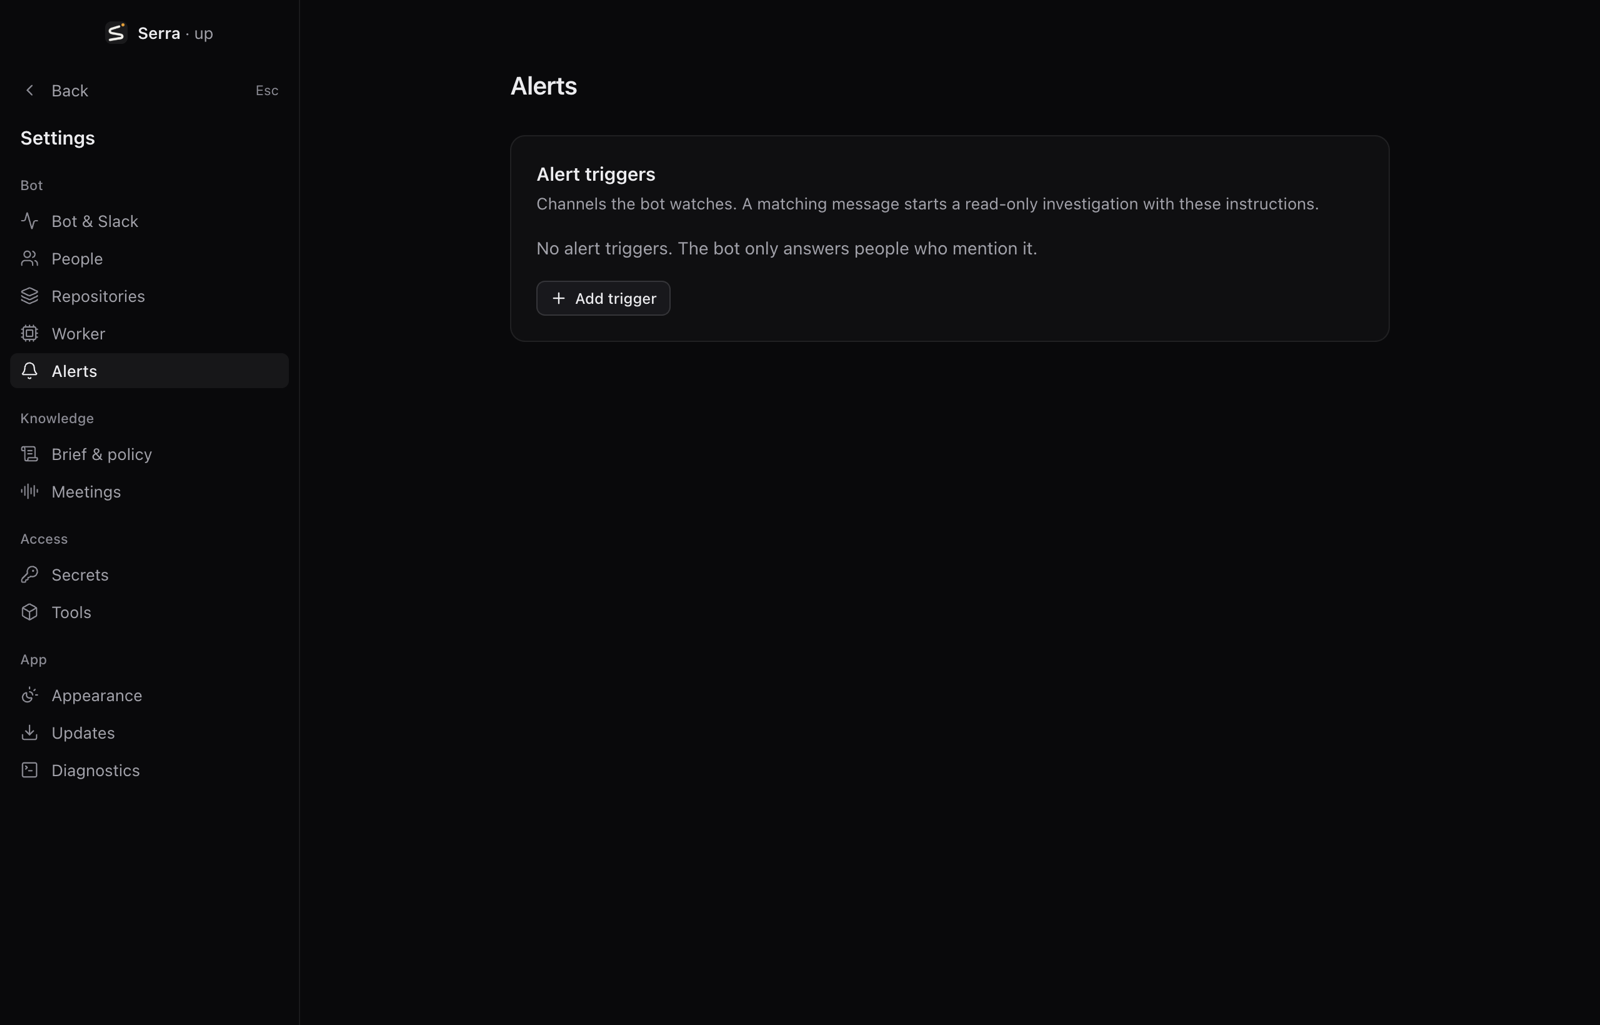 Serra · up
Back
Esc
Settings
Bot
Bot & Slack
People
Repositories
Worker
Alerts
Knowledge
Brief & policy
Meetings
Access
Secrets
Tools
App
Appearance
Updates
Diagnostics
Alerts
Alert triggers
Channels the bot watches. A matching message starts a read-only investigation with these instructions.
No alert triggers. The bot only answers people who mention it.
Add trigger